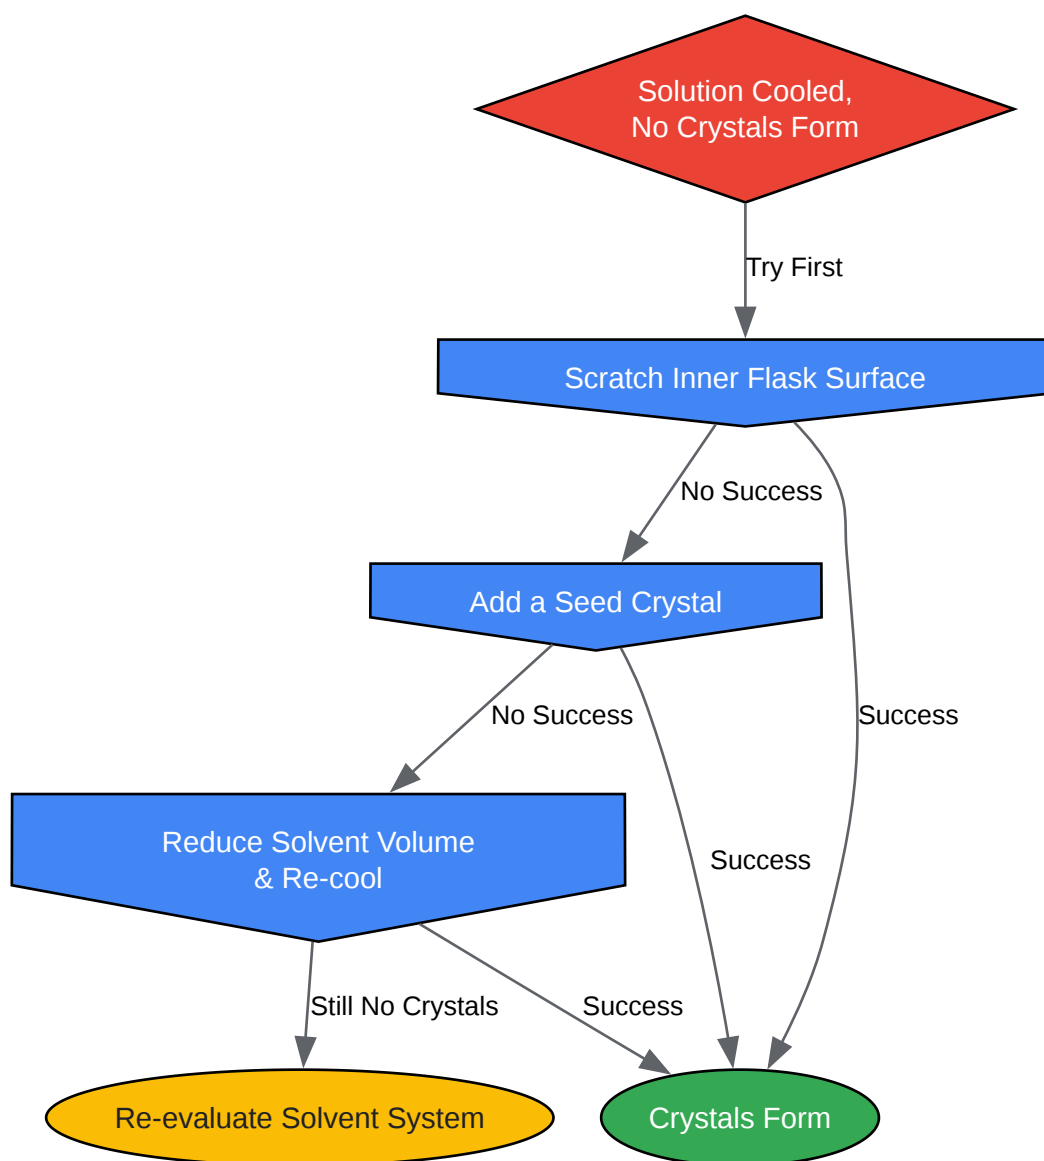 Solution Cooled,
No Crystals Form
Try First
Scratch Inner Flask Surface
No Success
Add a Seed Crystal
No Success
Success
Reduce Solvent Volume
& Re-cool
Success
Still No Crystals
Success
Re-evaluate Solvent System
Crystals Form